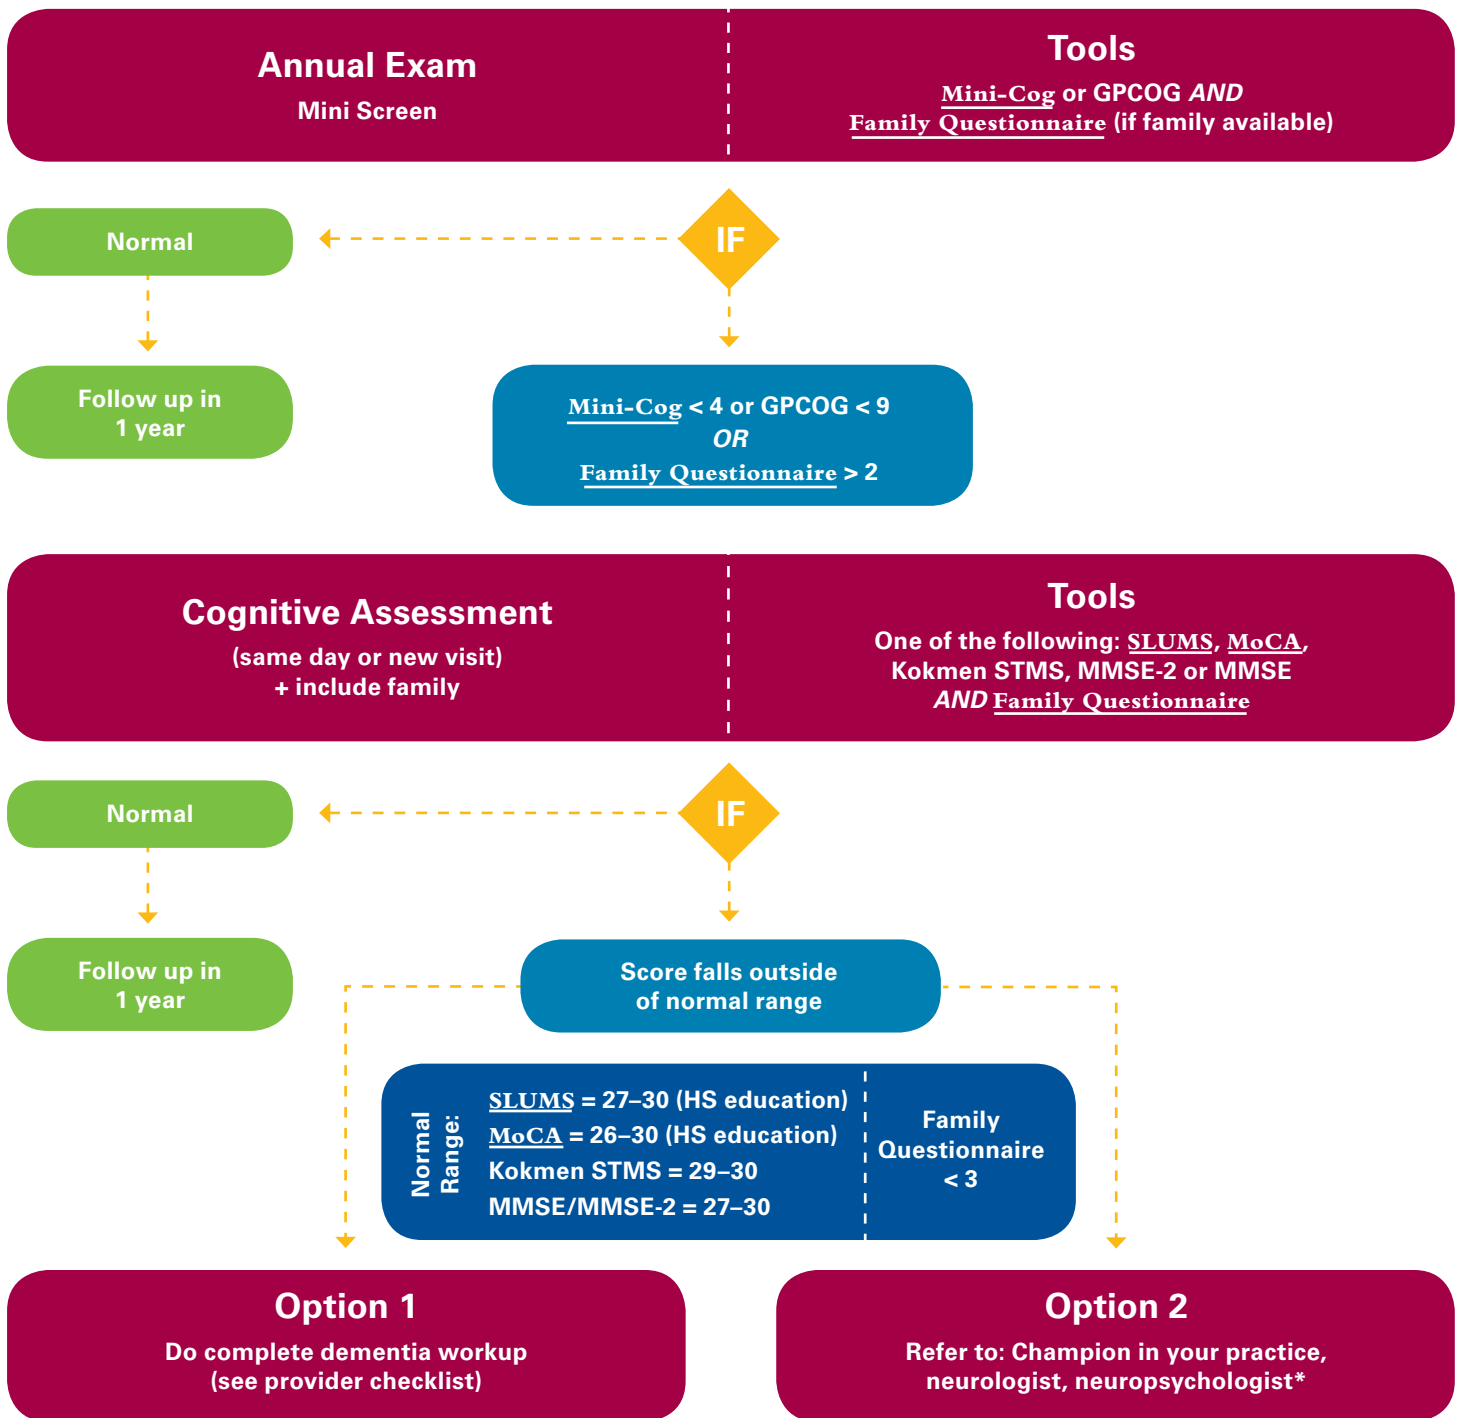 Annual Exam
Mini Screen
Tools
Mini-Cog or GPCOG AND
Family Questionnaire (if family available)
IF
Normal
Follow up in
1 year
Mini-Cog < 4 or GPCOG < 9
OR
Family Questionnaire > 2
Cognitive Assessment
(same day or new visit)
+ include family
Tools
One of the following: SLUMS, MoCA,
Kokmen STMS, MMSE-2 or MMSE
AND Family Questionnaire
IF
Normal
Follow up in
1 year
Score falls outside
of normal range
Normal
Range:
SLUMS = 27–30 (HS education)
MoCA = 26–30 (HS education)
Kokmen STMS = 29–30
MMSE/MMSE-2 = 27–30
Family
Questionnaire
< 3
Option 1
Do complete dementia workup
(see provider checklist)
Option 2
Refer to: Champion in your practice,
neurologist, neuropsychologist*